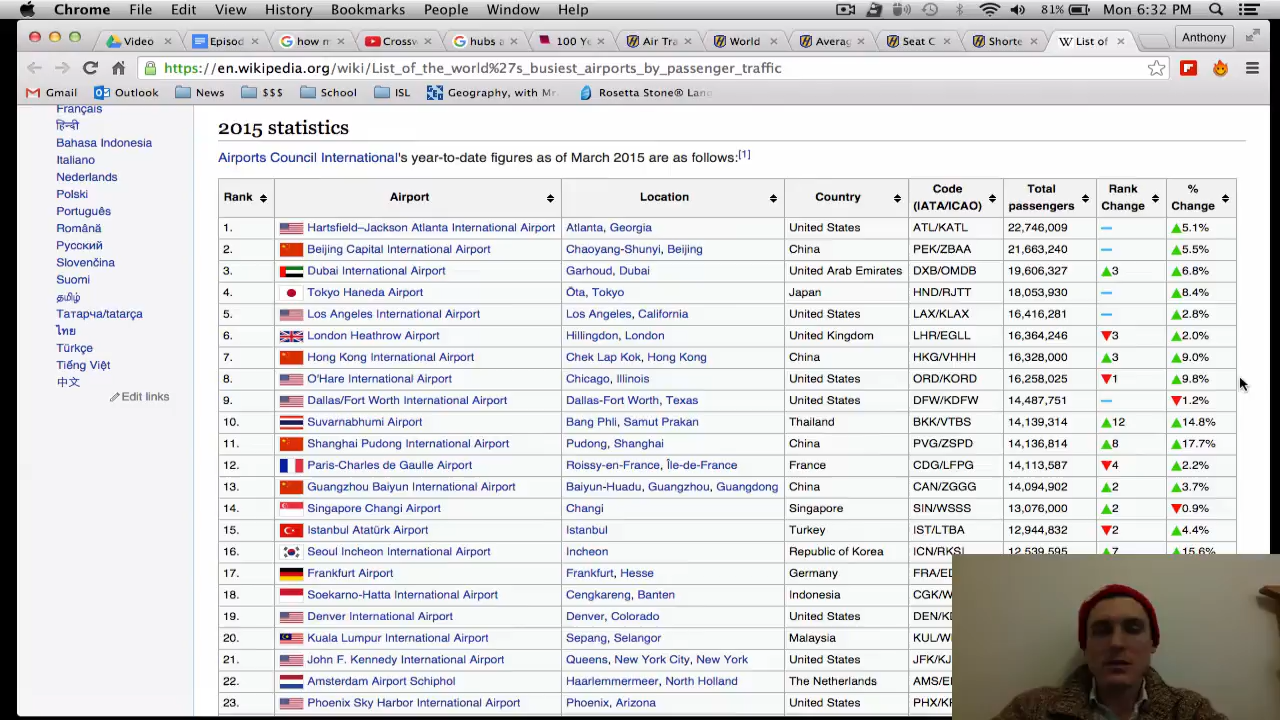 Chrome File Edit View History Bookmarks People Window Help 81% Mon 6:32 PM
Video Episod how m Crossw hubs a 100 Ye Air Tra World Averag Seat C Shorte List of Anthony
https://en.wikipedia.org/wiki/List_of_the_world%27s_busiest_airports_by_passenger_traffic
Gmail Outlook News $$$ School ISL Geography, with Mr. Rosetta Stone® Lan
Français
हिन्दी
Bahasa Indonesia
Italiano
Nederlands
Polski
Português
Română
Русский
Slovenčina
Suomi
தமிழ்
Татарча/tatarça
ไทย
Türkçe
Tiếng Việt
中文
Edit links
2015 statistics
Airports Council International's year-to-date figures as of March 2015 are as follows:[1]
Rank Airport Location Country Code (IATA/ICAO) Total passengers Rank Change % Change
1. Hartsfield–Jackson Atlanta International Airport Atlanta, Georgia United States ATL/KATL 22,746,009 5.1%
2. Beijing Capital International Airport Chaoyang-Shunyi, Beijing China PEK/ZBAA 21,663,240 5.5%
3. Dubai International Airport Garhoud, Dubai United Arab Emirates DXB/OMDB 19,606,327 3 6.8%
4. Tokyo Haneda Airport Ōta, Tokyo Japan HND/RJTT 18,053,930 8.4%
5. Los Angeles International Airport Los Angeles, California United States LAX/KLAX 16,416,281 2.8%
6. London Heathrow Airport Hillingdon, London United Kingdom LHR/EGLL 16,364,246 3 2.0%
7. Hong Kong International Airport Chek Lap Kok, Hong Kong China HKG/VHHH 16,328,000 3 9.0%
8. O'Hare International Airport Chicago, Illinois United States ORD/KORD 16,258,025 1 9.8%
9. Dallas/Fort Worth International Airport Dallas-Fort Worth, Texas United States DFW/KDFW 14,487,751 1.2%
10. Suvarnabhumi Airport Bang Phli, Samut Prakan Thailand BKK/VTBS 14,139,314 12 14.8%
11. Shanghai Pudong International Airport Pudong, Shanghai China PVG/ZSPD 14,136,814 8 17.7%
12. Paris-Charles de Gaulle Airport Roissy-en-France, Île-de-France France CDG/LFPG 14,113,587 4 2.2%
13. Guangzhou Baiyun International Airport Baiyun-Huadu, Guangzhou, Guangdong China CAN/ZGGG 14,094,902 2 3.7%
14. Singapore Changi Airport Changi Singapore SIN/WSSS 13,076,000 2 0.9%
15. Istanbul Atatürk Airport Istanbul Turkey IST/LTBA 12,944,832 2 4.4%
16. Seoul Incheon International Airport Incheon Republic of Korea ICN/RKSI 12,539,595 7 15.6%
17. Frankfurt Airport Frankfurt, Hesse Germany FRA/ED
18. Soekarno-Hatta International Airport Cengkareng, Banten Indonesia CGK/W
19. Denver International Airport Denver, Colorado United States DEN/K
20. Kuala Lumpur International Airport Sepang, Selangor Malaysia KUL/W
21. John F. Kennedy International Airport Queens, New York City, New York United States JFK/KJ
22. Amsterdam Airport Schiphol Haarlemmermeer, North Holland The Netherlands AMS/E
23. Phoenix Sky Harbor International Airport Phoenix, Arizona United States PHX/K